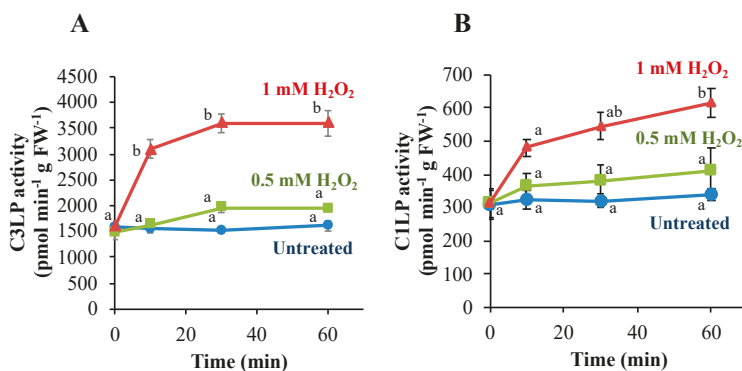 A
C3LP activity
(pmol min⁻¹ g FW⁻¹)
4500
4000
3500
3000
2500
2000
1500
1000
500
0
1 mM H₂O₂
0.5 mM H₂O₂
Untreated
a
b
b
b
a
a
a
a
a
a
0
20
40
60
Time (min)
B
C1LP activity
(pmol min⁻¹ g FW⁻¹)
700
600
500
400
300
200
100
0
1 mM H₂O₂
0.5 mM H₂O₂
Untreated
a
a
ab
b
a
a
a
a
a
a
0
20
40
60
Time (min)